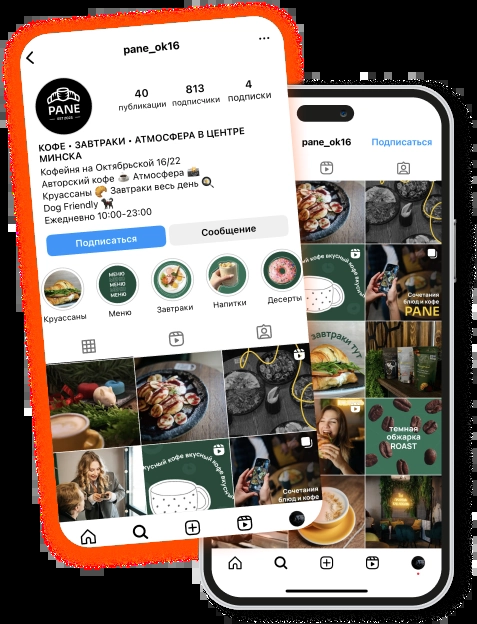 pane_ok16
PANE
40
публикации
813
подписчики
4
подписки
КОФЕ • ЗАВТРАКИ • АТМОСФЕРА В ЦЕНТРЕ
МИНСКА
Кофейня на Октябрьской 16/22
Авторский кофе ☕ Атмосфера 📸
Круассаны 🥐 Завтраки весь день 🍳
Dog Friendly 🐕‍⬛
Ежедневно 10:00-23:00
Подписаться
Сообщение
МЕНЮ
МЕНЮ
МЕНЮ
Круассаны
Меню
Завтраки
Напитки
Десерты
вкусный кофе вкусный кофе вкусный
Сочетания
блюд и кофе
pane_ok16
Подписаться
кофе вкусный кофе вкусный
Сочетания
блюд и кофе
PANE
завтраки тут
темная
обжарка
ROAST